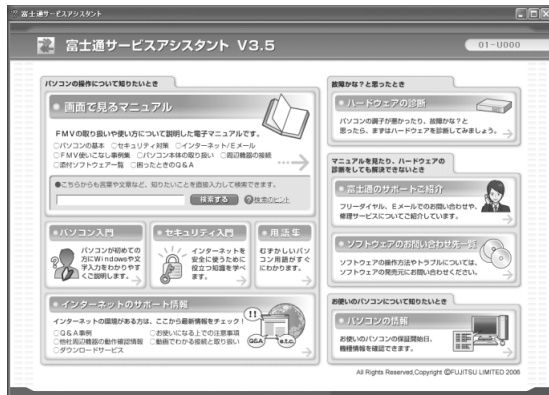 富士通サービスアシスタント
富士通サービスアシスタント V3.5
01-U000
パソコンの操作について知りたいとき
画面で見るマニュアル
FMVの取り扱いや使い方について説明した電子マニュアルです。
○パソコンの基本 ○セキュリティ対策 ○インターネット/Eメール
○FMV使いこなし事例集 ○パソコン本体の取り扱い ○周辺機器の接続
○添付ソフトウェア一覧 ○困ったときのQ&A
●こちらからも言葉や文章など、知りたいことを直接入力して検索できます。
検索する
検索のヒント
パソコン入門
パソコンが初めての
方にWindowsや文
字入力をわかりやす
くご説明します。
セキュリティ入門
インターネットを
安全に使うために
役立つ知識を学べ
ます。
用語集
むずかしいパソ
コン用語がすぐ
にわかります。
インターネットのサポート情報
インターネットの環境がある方は、ここから最新情報をチェック!
○Q&A事例 ○お使いになる上での注意事項
○他社周辺機器の動作確認情報 ○動画でわかる接続と取り扱い
○ダウンロードサービス
!!
Q&A
e.t.c.
故障かな?と思ったとき
ハードウェアの診断
パソコンの調子が悪かったり、故障かな?と
思ったら、まずはハードウェアを診断してみましょう。
マニュアルを見たり、ハードウェアの
診断をしても解決できないとき
富士通のサポートご紹介
フリーダイヤル、Eメールでのお問い合わせや、
修理サービスについてご紹介しています。
ソフトウェアのお問い合わせ先一覧
ソフトウェアの操作方法やトラブルについては、
ソフトウェアの発売元にお問い合わせください。
お使いのパソコンについて知りたいとき
パソコンの情報
お使いのパソコンの保証開始日、
機種情報を確認できます。
All Rights Reserved,Copyright ©FUJITSU LIMITED 2006